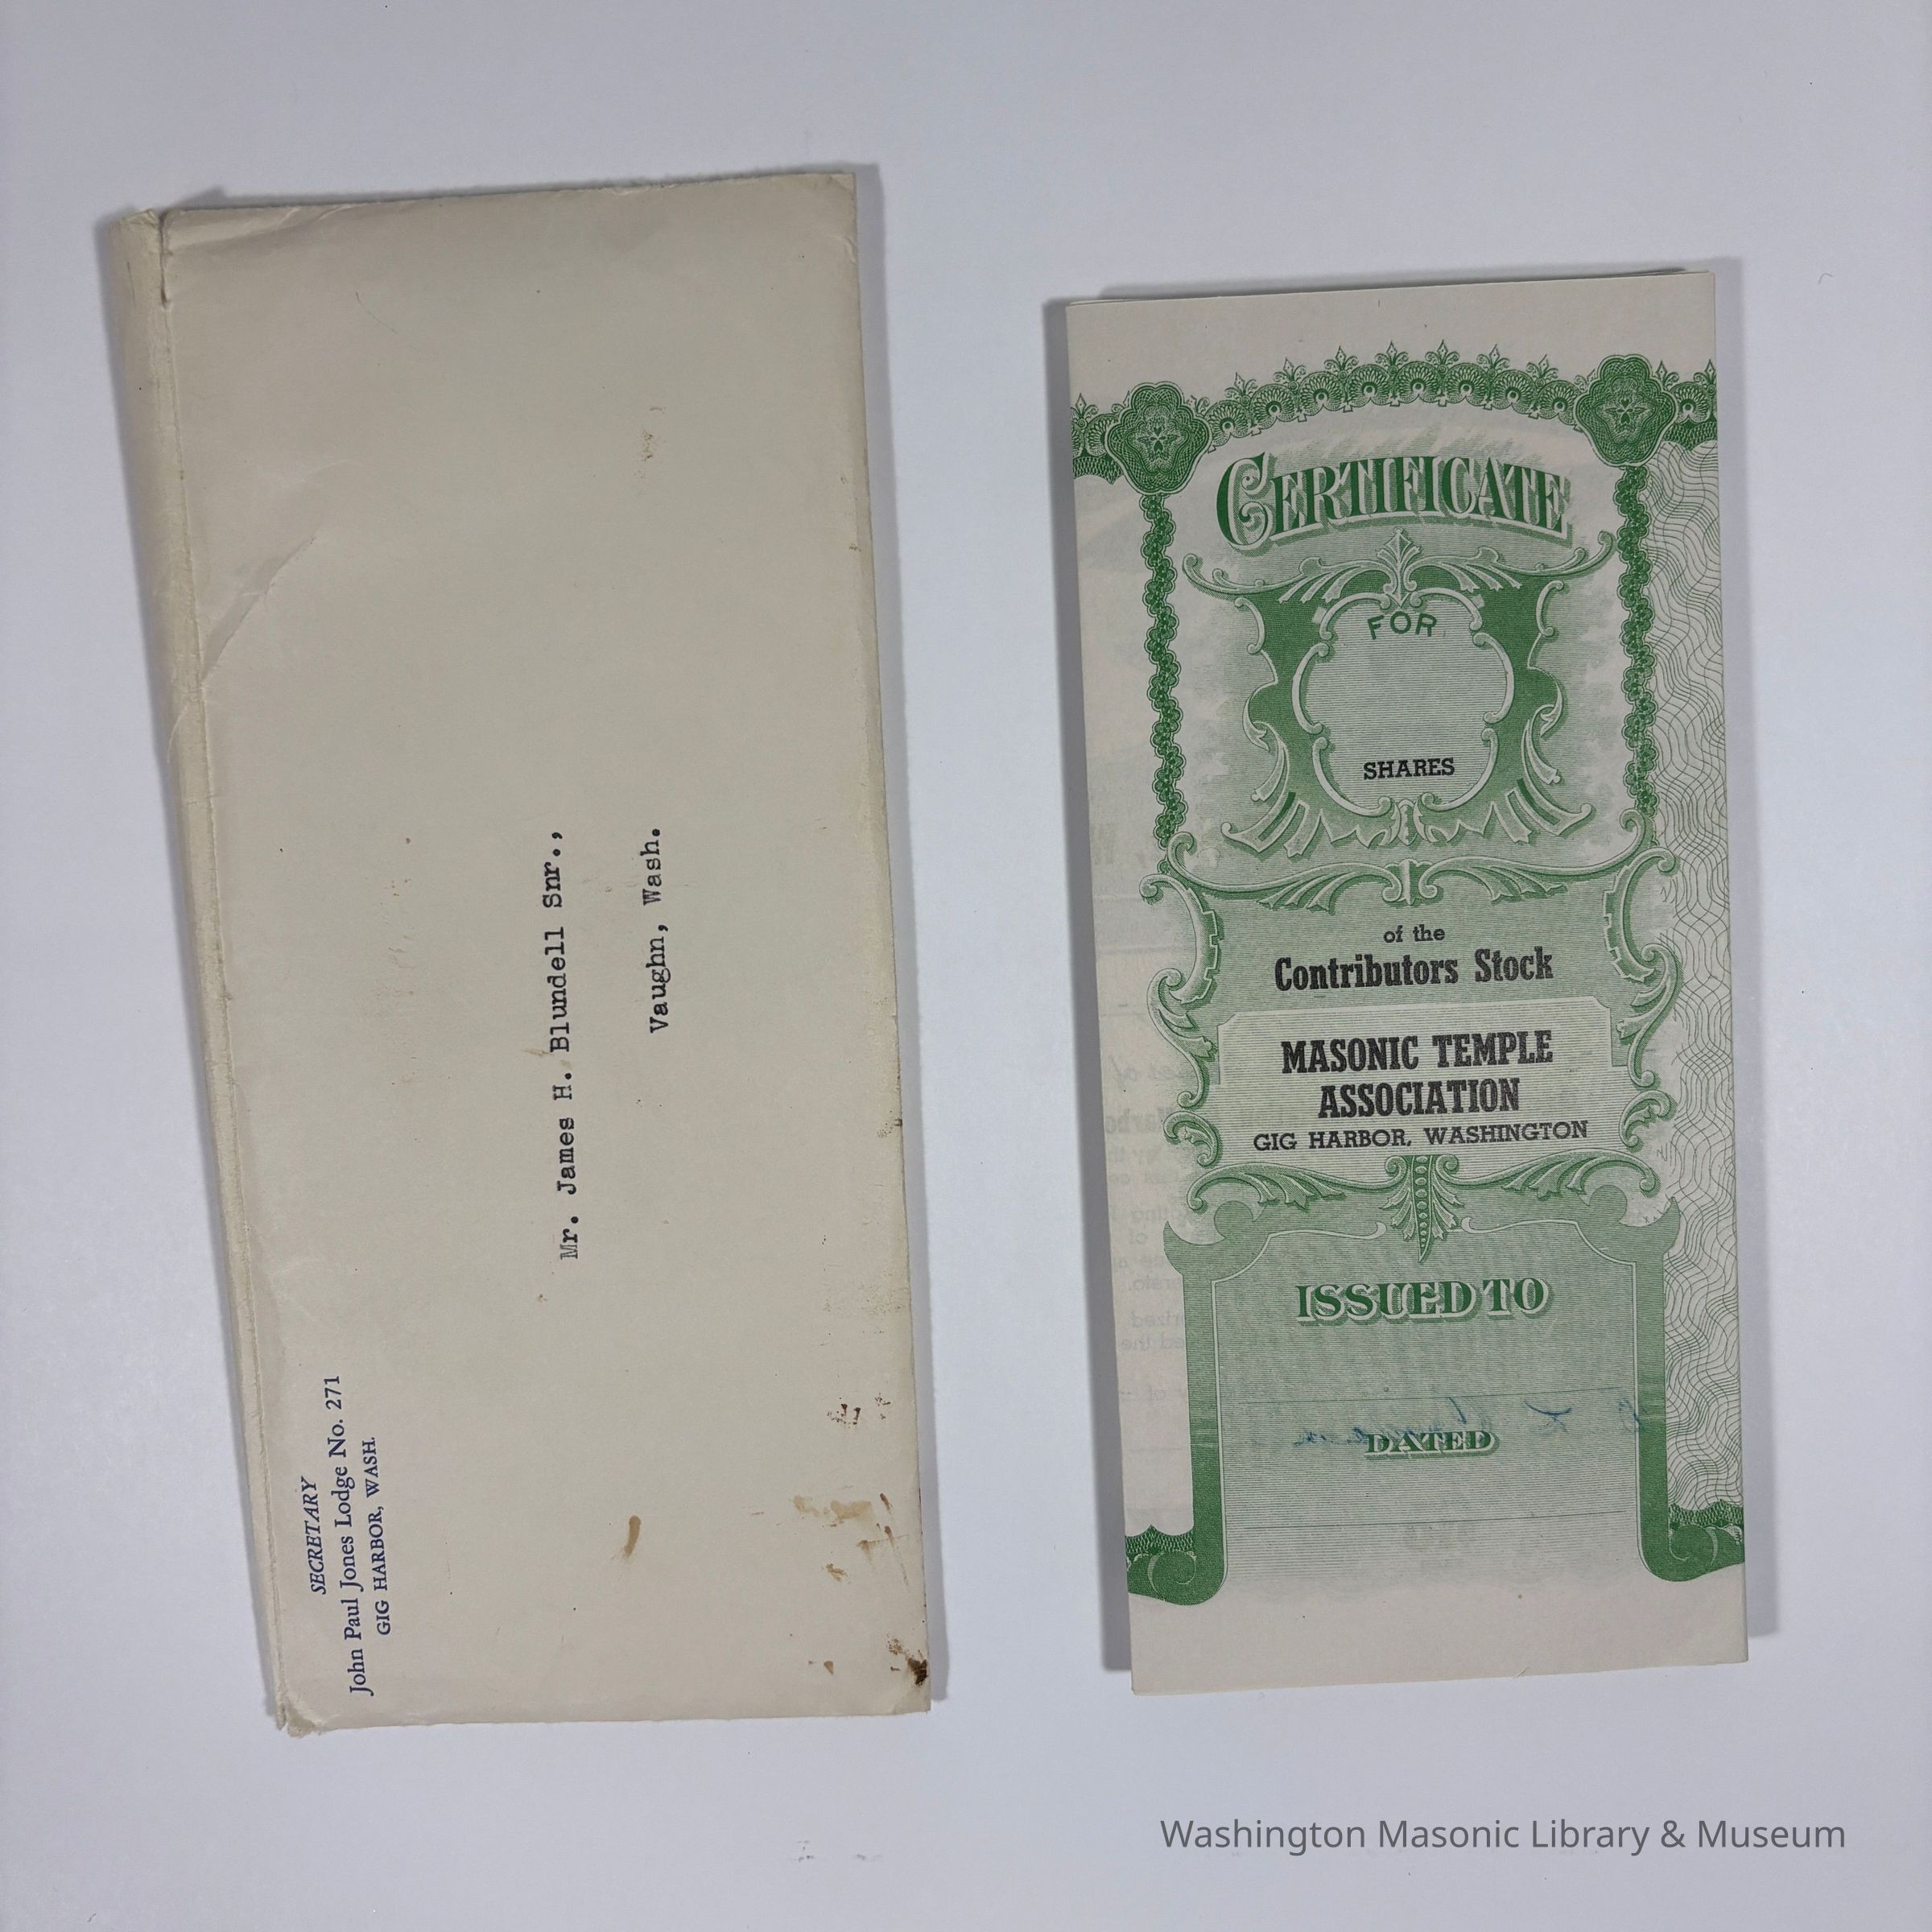 SECRETARY
John Paul Jones Lodge No. 271
GIG HARBOR, WASH.
Mr. James H. Blundell Snr.,
Vaughn, Wash.
CERTIFICATE
FOR
SHARES
of the
Contributors Stock
MASONIC TEMPLE
ASSOCIATION
GIG HARBOR, WASHINGTON
ISSUED TO
DATED
Washington Masonic Library & Museum